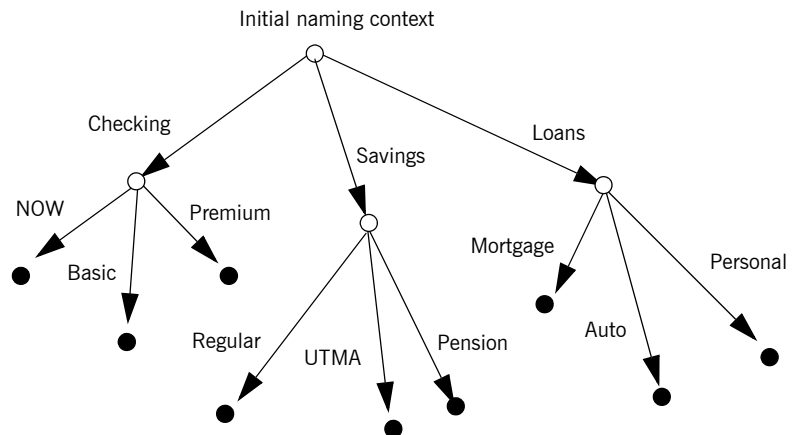 Initial naming context
Checking
Savings
Loans
NOW
Premium
Basic
Mortgage
Personal
Regular
UTMA
Pension
Auto